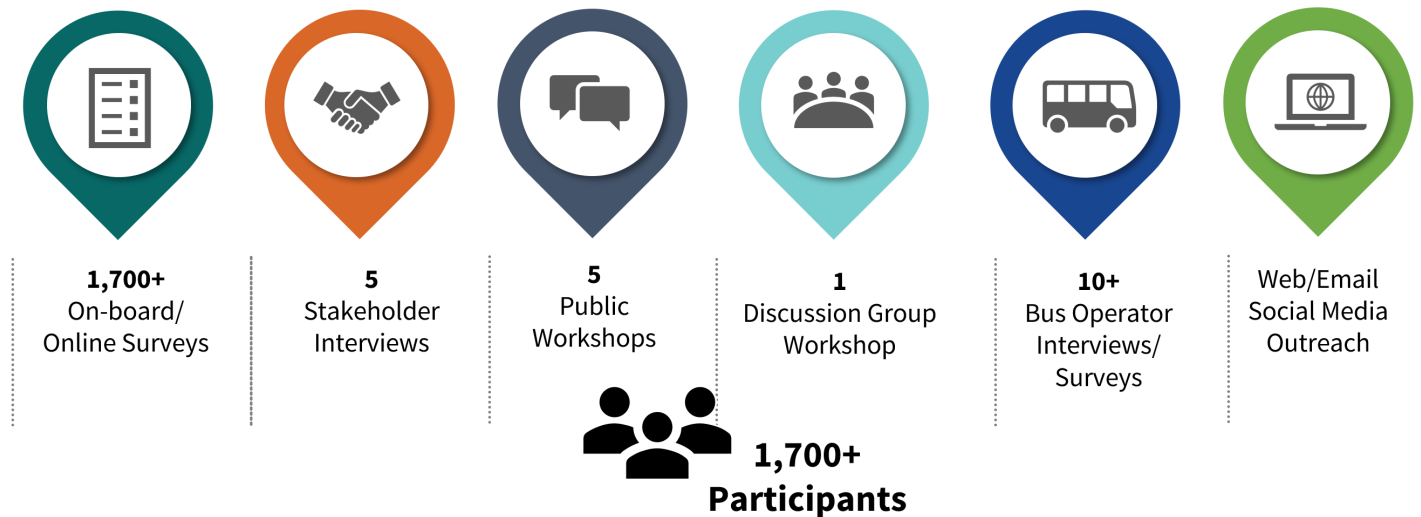 1,700+
On-board/
Online Surveys
5
Stakeholder
Interviews
5
Public
Workshops
1
Discussion Group
Workshop
10+
Bus Operator
Interviews/
Surveys
Web/Email
Social Media
Outreach
1,700+
Participants